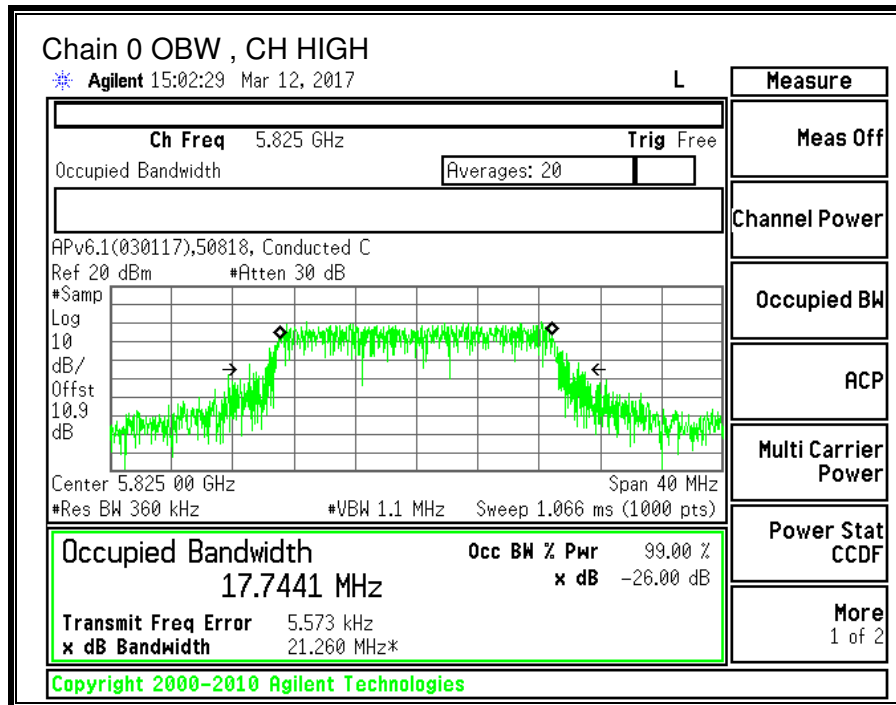 Chain 0 OBW , CH HIGH
Agilent 15:02:29 Mar 12, 2017 L
Measure
Ch Freq 5.825 GHz Trig Free
Meas Off
Occupied Bandwidth Averages: 20
Channel Power
APv6.1(030117),50818, Conducted C
Ref 20 dBm #Atten 30 dB
#Samp
Log
10
dB/
Offst
10.9
dB
Occupied BW
ACP
Multi Carrier
Power
Center 5.825 00 GHz Span 40 MHz
#Res BW 360 kHz #VBW 1.1 MHz Sweep 1.066 ms (1000 pts)
Power Stat
CCDF
Occupied Bandwidth Occ BW % Pwr 99.00 %
17.7441 MHz x dB -26.00 dB
Transmit Freq Error 5.573 kHz
x dB Bandwidth 21.260 MHz*
More
1 of 2
Copyright 2000-2010 Agilent Technologies